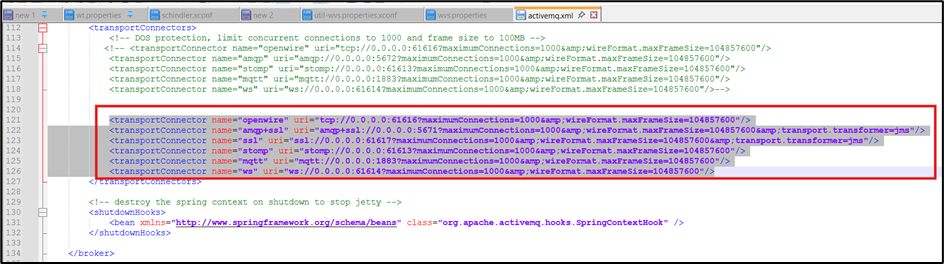 new 1 wt.properties schindler.xconf new 2 util-wvs.properties.xconf wvs.properties activemq.xml
112 <transportConnectors>
113 <!-- DOS protection, limit concurrent connections to 1000 and frame size to 100MB -->
114 <!-- <transportConnector name="openwire" uri="tcp://0.0.0.0:61616?maximumConnections=1000&amp;wireFormat.maxFrameSize=104857600"/>
115 <transportConnector name="amqp" uri="amqp://0.0.0.0:5672?maximumConnections=1000&amp;wireFormat.maxFrameSize=104857600"/>
116 <transportConnector name="stomp" uri="stomp://0.0.0.0:61613?maximumConnections=1000&amp;wireFormat.maxFrameSize=104857600"/>
117 <transportConnector name="mqtt" uri="mqtt://0.0.0.0:1883?maximumConnections=1000&amp;wireFormat.maxFrameSize=104857600"/>
118 <transportConnector name="ws" uri="ws://0.0.0.0:61614?maximumConnections=1000&amp;wireFormat.maxFrameSize=104857600"/>-->
119
120
121 <transportConnector name="openwire" uri="tcp://0.0.0.0:61616?maximumConnections=1000&amp;wireFormat.maxFrameSize=104857600"/>
122 <transportConnector name="amqp+ssl" uri="amqp+ssl://0.0.0.0:5671?maximumConnections=1000&amp;wireFormat.maxFrameSize=104857600&amp;transport.transformer=jms"/>
123 <transportConnector name="ssl" uri="ssl://0.0.0.0:61617?maximumConnections=1000&amp;wireFormat.maxFrameSize=104857600&amp;transport.transformer=jms"/>
124 <transportConnector name="stomp" uri="stomp://0.0.0.0:61613?maximumConnections=1000&amp;wireFormat.maxFrameSize=104857600"/>
125 <transportConnector name="mqtt" uri="mqtt://0.0.0.0:1883?maximumConnections=1000&amp;wireFormat.maxFrameSize=104857600"/>
126 <transportConnector name="ws" uri="ws://0.0.0.0:61614?maximumConnections=1000&amp;wireFormat.maxFrameSize=104857600"/>
127 </transportConnectors>
128
129 <!-- destroy the spring context on shutdown to stop jetty -->
130 <shutdownHooks>
131 <bean xmlns="http://www.springframework.org/schema/beans" class="org.apache.activemq.hooks.SpringContextHook" />
132 </shutdownHooks>
133
134 </broker>